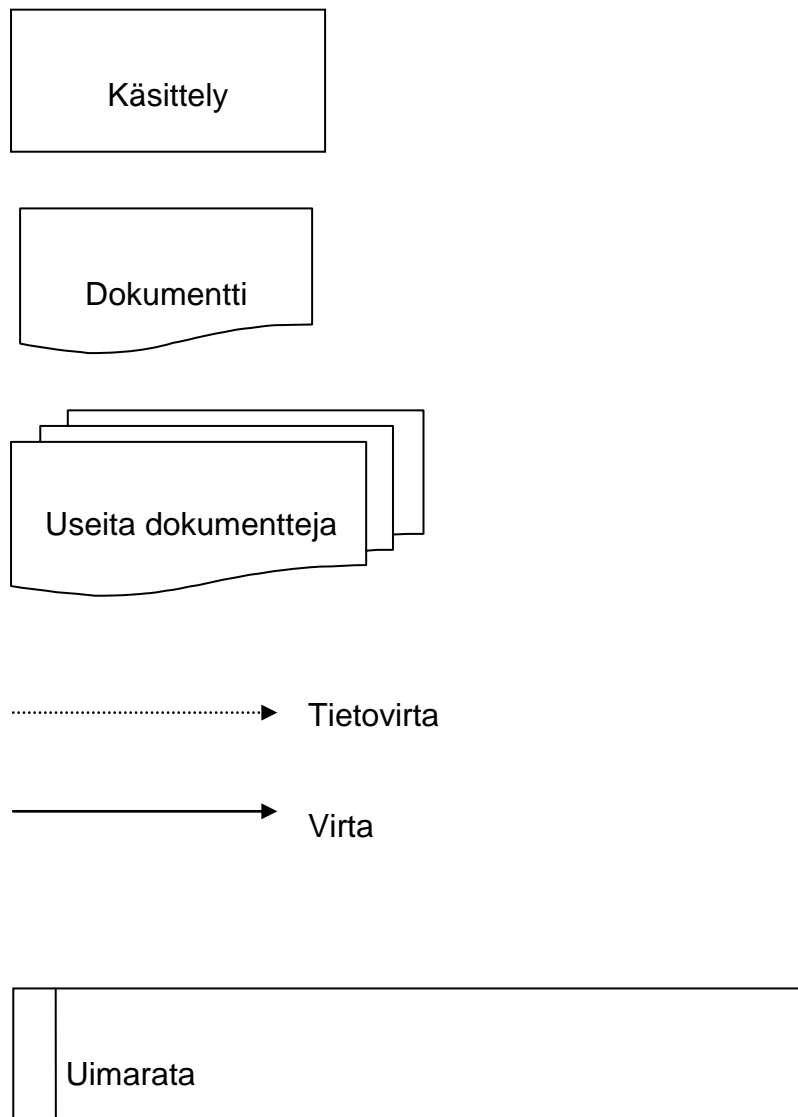 Käsittely
Dokumentti
Useita dokumentteja
Tietovirta
Virta
Uimarata